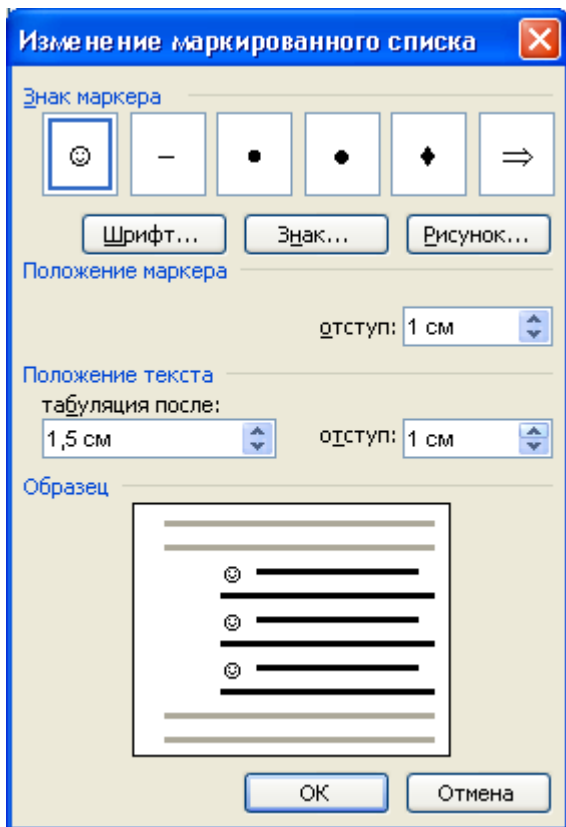 Изменение маркированного списка
Знак маркера
Шрифт... Знак... Рисунок...
Положение маркера
отступ: 1 см
Положение текста
табуляция после:
1,5 см отступ: 1 см
Образец
ОК Отмена